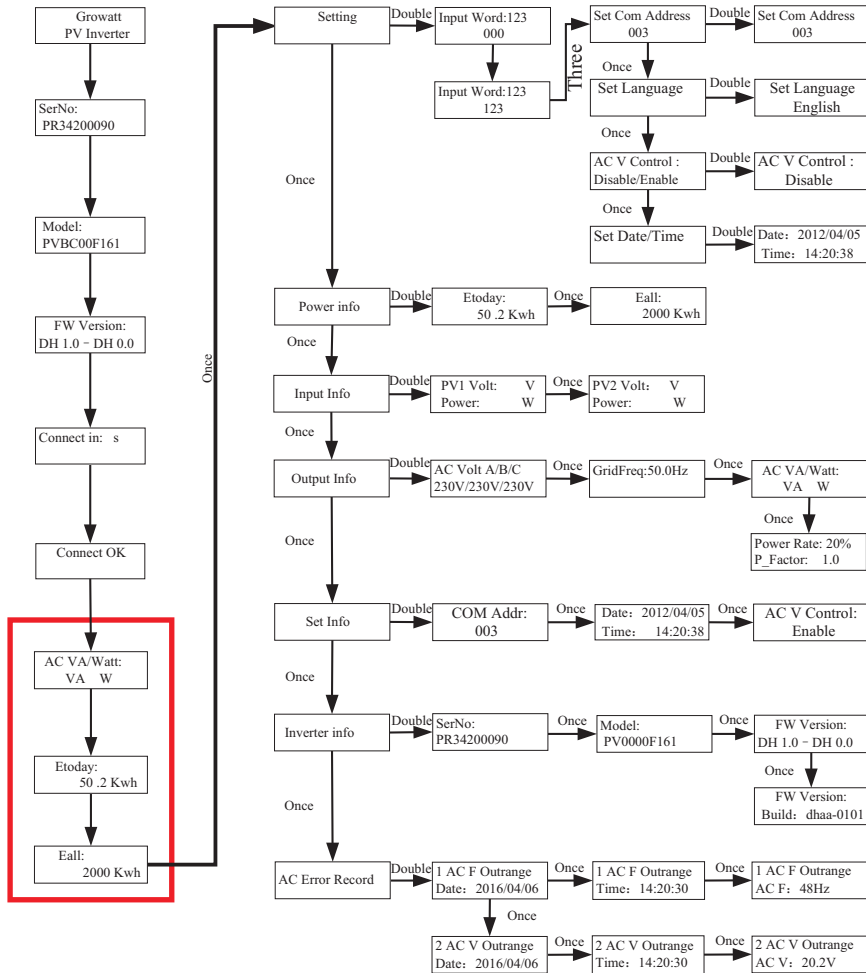 Growatt
PV Inverter
SerNo:
PR34200090
Model:
PVBC00F161
FW Version:
DH 1.0 - DH 0.0
Connect in: s
Connect OK
AC VA/Watt:
VA W
Etoday:
50 .2 Kwh
Eall:
2000 Kwh
Once
Setting
Double
Input Word:123
000
Input Word:123
123
Three
Set Com Address
003
Double
Set Com Address
003
Once
Set Language
Double
Set Language
English
Once
AC V Control :
Disable/Enable
Double
AC V Control :
Disable
Once
Set Date/Time
Double
Date: 2012/04/05
Time: 14:20:38
Once
Power info
Double
Etoday:
50 .2 Kwh
Once
Eall:
2000 Kwh
Once
Input Info
Double
PV1 Volt: V
Power: W
Once
PV2 Volt: V
Power: W
Once
Output Info
Double
AC Volt A/B/C
230V/230V/230V
Once
GridFreq:50.0Hz
Once
AC VA/Watt:
VA W
Once
Power Rate: 20%
P_Factor: 1.0
Once
Set Info
Double
COM Addr:
003
Once
Date: 2012/04/05
Time: 14:20:38
Once
AC V Control:
Enable
Once
Inverter info
Double
SerNo:
PR34200090
Once
Model:
PV0000F161
Once
FW Version:
DH 1.0 - DH 0.0
Once
FW Version:
Build: dhaa-0101
Once
AC Error Record
Double
1 AC F Outrange
Date: 2016/04/06
Once
1 AC F Outrange
Time: 14:20:30
Once
1 AC F Outrange
AC F: 48Hz
Once
2 AC V Outrange
Date: 2016/04/06
Once
2 AC V Outrange
Time: 14:20:30
Once
2 AC V Outrange
AC V: 20.2V